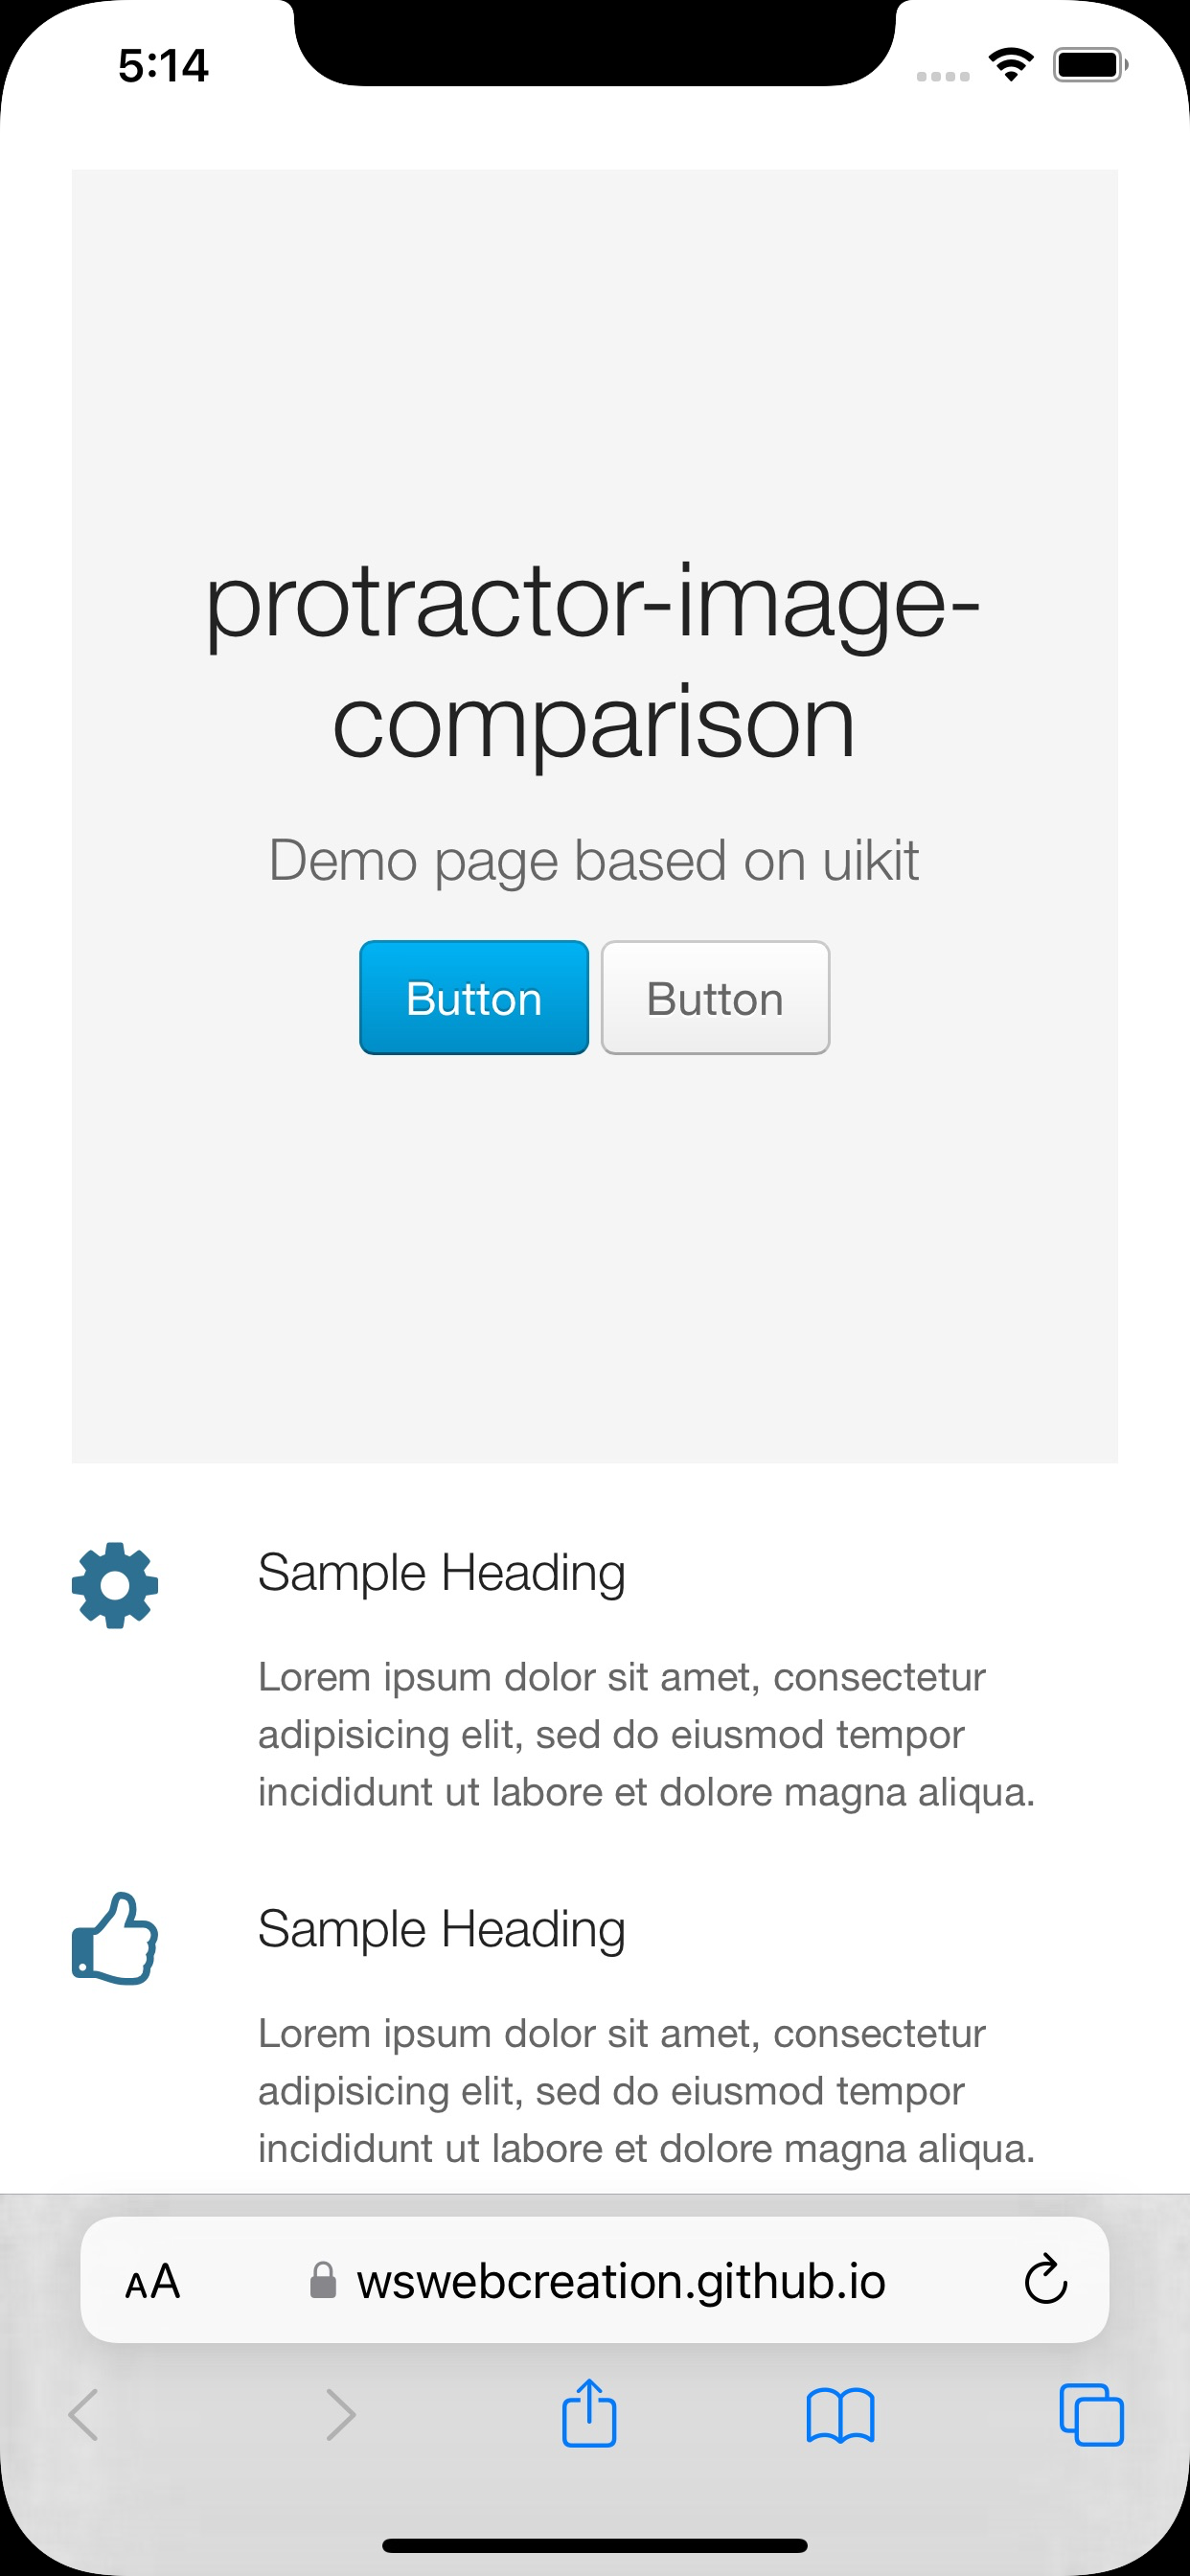 5:14
protractor-image-
comparison
Demo page based on uikit
Button Button
Sample Heading
Lorem ipsum dolor sit amet, consectetur
adipisicing elit, sed do eiusmod tempor
incididunt ut labore et dolore magna aliqua.
Sample Heading
Lorem ipsum dolor sit amet, consectetur
adipisicing elit, sed do eiusmod tempor
incididunt ut labore et dolore magna aliqua.
AA wswebcreation.github.io